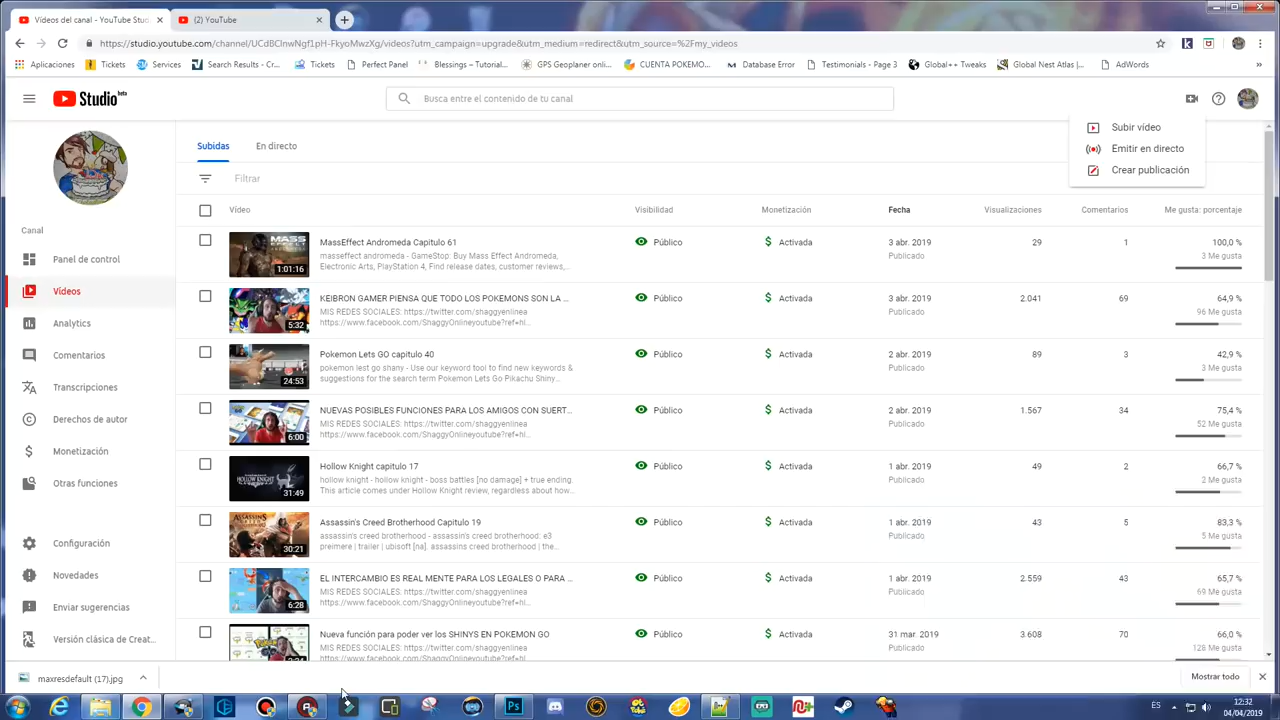 Vídeos del canal - YouTube Stu
(2) YouTube
https://studio.youtube.com/channel/UCdBClnwNgf1pH-FkyoMwzXg/videos?utm_campaign=upgrade&utm_medium=redirect&utm_source=%2Fmy_videos
Aplicaciones Tickets Services Search Results - Cr... Tickets Perfect Panel Blessings – Tutorial... GPS Geoplaner onli... CUENTA POKEMO... Database Error Testimonials - Page 3 Global++ Tweaks Global Nest Atlas |... AdWords »
Studio beta
Busca entre el contenido de tu canal
Subir vídeo
Emitir en directo
Crear publicación
Canal
Panel de control
Vídeos
Analytics
Comentarios
Transcripciones
Derechos de autor
Monetización
Otras funciones
Configuración
Novedades
Enviar sugerencias
Versión clásica de Creat...
Subidas En directo
Filtrar
Vídeo Visibilidad Monetización Fecha Visualizaciones Comentarios Me gusta: porcentaje
MassEffect Andromeda Capitulo 61 Público $ Activada 3 abr. 2019 29 1 100,0 %
masseffect andromeda - GameStop: Buy Mass Effect Andromeda, Publicado 3 Me gusta
Electronic Arts, PlayStation 4, Find release dates, customer reviews,...
MASS
1:01:16
KEIBRON GAMER PIENSA QUE TODO LOS POKEMONS SON LA ... Público $ Activada 3 abr. 2019 2.041 69 64,9 %
MIS REDES SOCIALES: https://twitter.com/shaggyenlinea Publicado 96 Me gusta
https://www.facebook.com/ShaggyOnlineyoutube?ref=hl...
5:32
Pokemon Lets GO capitulo 40 Público $ Activada 2 abr. 2019 89 3 42,9 %
pokemon lest go shany - Use our keyword tool to find new keywords & Publicado 3 Me gusta
suggestions for the search term Pokemon Lets Go Pikachu Shiny...
24:53
NUEVAS POSIBLES FUNCIONES PARA LOS AMIGOS CON SUERT... Público $ Activada 2 abr. 2019 1.567 34 75,4 %
MIS REDES SOCIALES: https://twitter.com/shaggyenlinea Publicado 52 Me gusta
https://www.facebook.com/ShaggyOnlineyoutube?ref=hl...
6:00
Hollow Knight capitulo 17 Público $ Activada 1 abr. 2019 49 2 66,7 %
hollow knight - hollow knight - boss battles [no damage] + true ending. Publicado 2 Me gusta
This article comes under Hollow Knight review, regardless about how...
HOLLOW KNIGHT
31:49
Assassin's Creed Brotherhood Capitulo 19 Público $ Activada 1 abr. 2019 43 5 83,3 %
assassin's creed brotherhood - assassin's creed brotherhood: e3 Publicado 5 Me gusta
preimere | trailer | ubisoft [na]. assassins creed brotherhood | the...
30:21
EL INTERCAMBIO ES REAL MENTE PARA LOS LEGALES O PARA ... Público $ Activada 1 abr. 2019 2.559 43 65,7 %
MIS REDES SOCIALES: https://twitter.com/shaggyenlinea Publicado 69 Me gusta
https://www.facebook.com/ShaggyOnlineyoutube?ref=hl...
6:28
Nueva función para poder ver los SHINYS EN POKEMON GO Público $ Activada 31 mar. 2019 3.608 70 66,0 %
MIS REDES SOCIALES: https://twitter.com/shaggyenlinea Publicado 128 Me gusta
maxresdefault (17).jpg
Mostrar todo
Ps
ES 12:32
04/04/2019